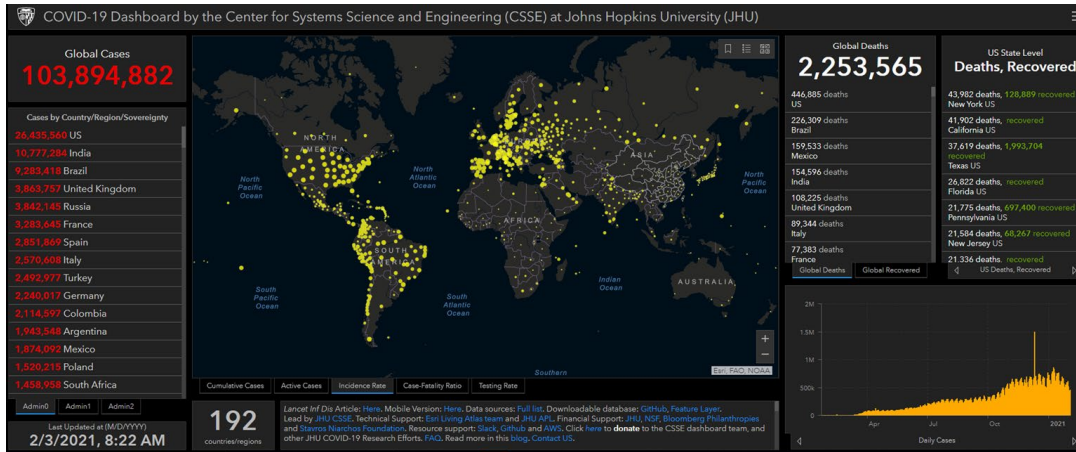 COVID-19 Dashboard by the Center for Systems Science and Engineering (CSSE) at Johns Hopkins University (JHU)
Global Cases
103,894,882
Cases by Country/Region/Sovereignty
26,435,560 US
10,777,284 India
9,283,418 Brazil
3,863,757 United Kingdom
3,842,145 Russia
3,283,645 France
2,851,869 Spain
2,570,608 Italy
2,492,977 Turkey
2,240,017 Germany
2,114,597 Colombia
1,943,548 Argentina
1,874,092 Mexico
1,520,215 Poland
1,458,958 South Africa
Admin0 Admin1 Admin2
Last Updated at (M/D/YYYY)
2/3/2021, 8:22 AM
NORTH
AMERICA
North
Pacific
Ocean
North
Atlantic
Ocean
ASIA
North
Pacific
Ocean
AFRICA
SOUTH
AMERICA
Indian
Ocean
AUSTRALIA
South
Pacific
Ocean
South
Atlantic
Ocean
Southern
+
−
Esri, FAO, NOAA
Cumulative Cases Active Cases Incidence Rate Case-Fatality Ratio Testing Rate
192
countries/regions
Lancet Inf Dis Article: Here. Mobile Version: Here. Data sources: Full list. Downloadable database: GitHub, Feature Layer.
Lead by JHU CSSE. Technical Support: Esri Living Atlas team and JHU APL. Financial Support: JHU, NSF, Bloomberg Philanthropies
and Stavros Niarchos Foundation. Resource support: Slack, Github and AWS. Click here to donate to the CSSE dashboard team, and
other JHU COVID-19 Research Efforts. FAQ. Read more in this blog. Contact US.
Global Deaths
2,253,565
446,885 deaths
US
226,309 deaths
Brazil
159,533 deaths
Mexico
154,596 deaths
India
108,225 deaths
United Kingdom
89,344 deaths
Italy
77,383 deaths
France
Global Deaths Global Recovered
US State Level
Deaths, Recovered
43,982 deaths, 128,889 recovered
New York US
41,902 deaths, recovered
California US
37,619 deaths, 1,993,704
recovered
Texas US
26,822 deaths, recovered
Florida US
21,775 deaths, 697,400 recovered
Pennsylvania US
21,584 deaths, 68,267 recovered
New Jersey US
21,336 deaths, recovered
US Deaths, Recovered
2M
1.5M
1M
500k
0
Apr Jul Oct 2021
Daily Cases